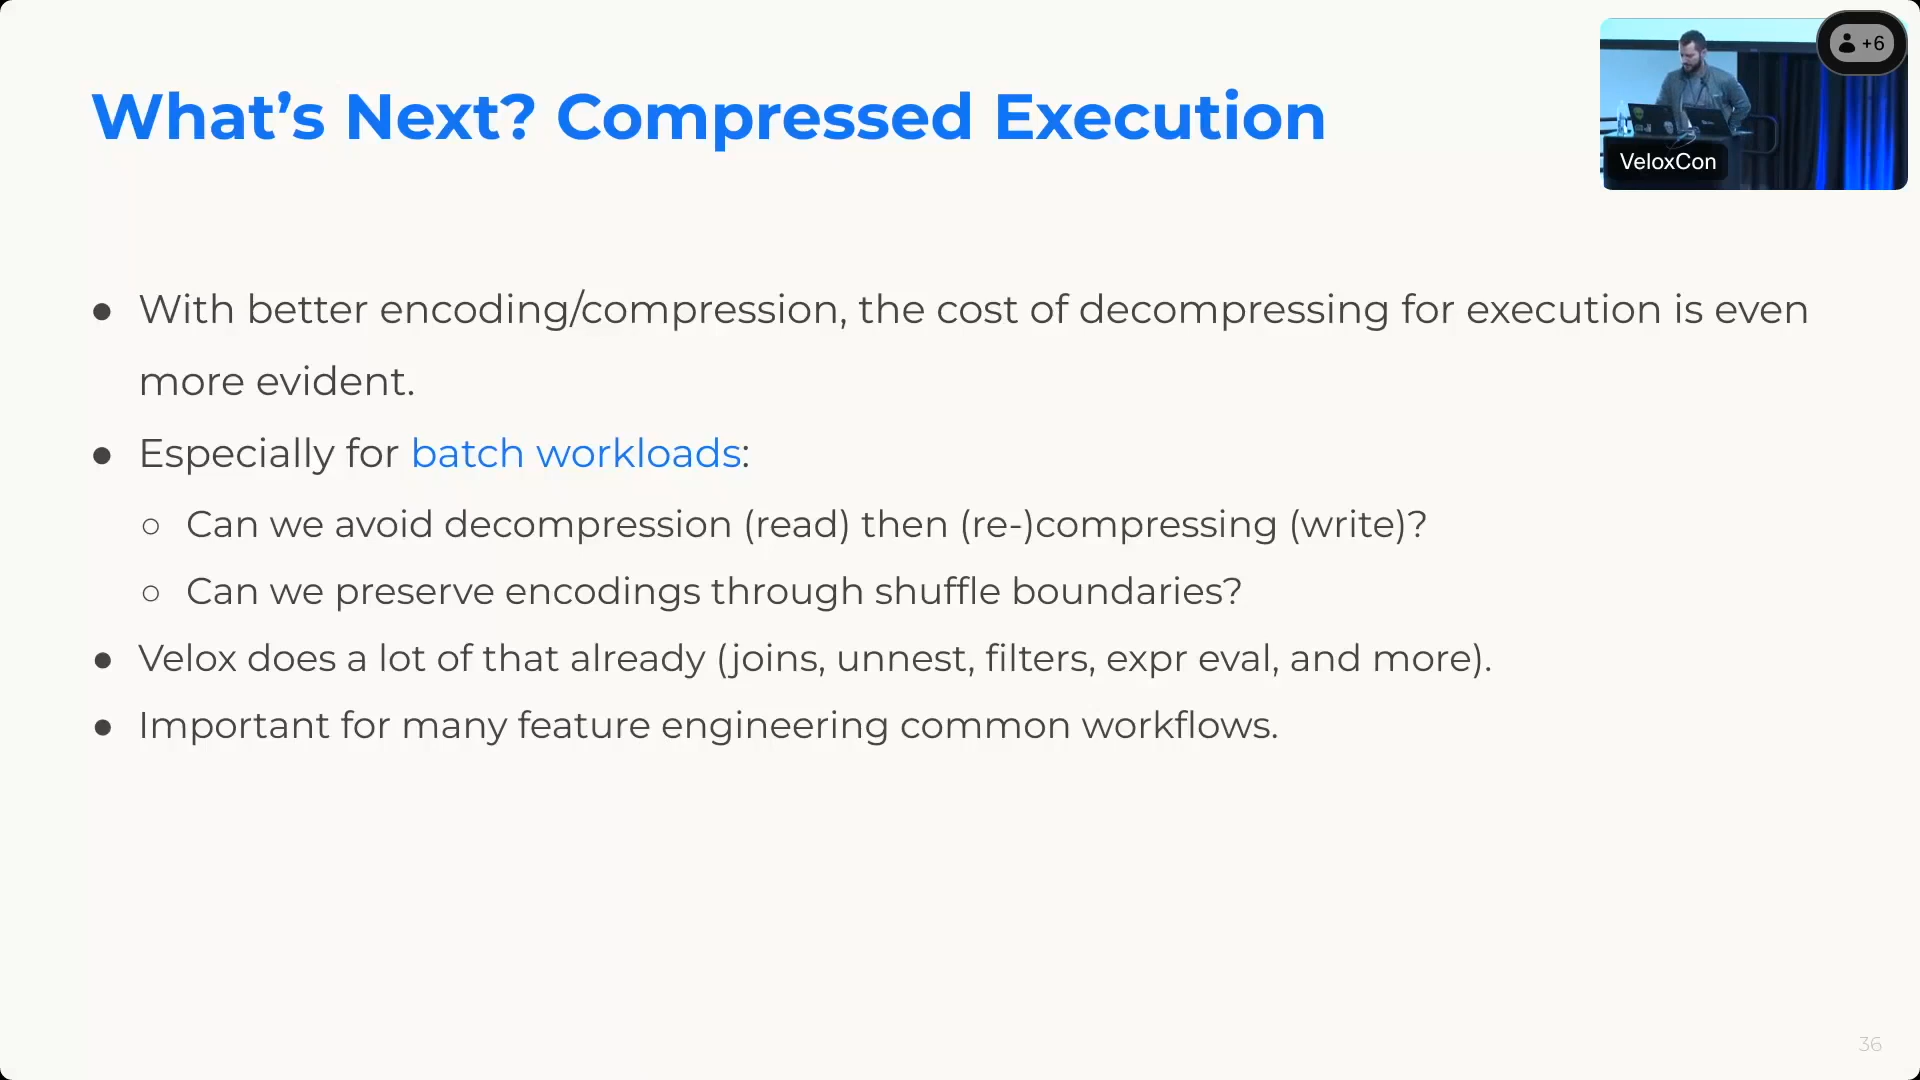 What's Next? Compressed Execution
+6
VeloxCon
● With better encoding/compression, the cost of decompressing for execution is even
more evident.
● Especially for batch workloads:
○ Can we avoid decompression (read) then (re-)compressing (write)?
○ Can we preserve encodings through shuffle boundaries?
● Velox does a lot of that already (joins, unnest, filters, expr eval, and more).
● Important for many feature engineering common workflows.
36